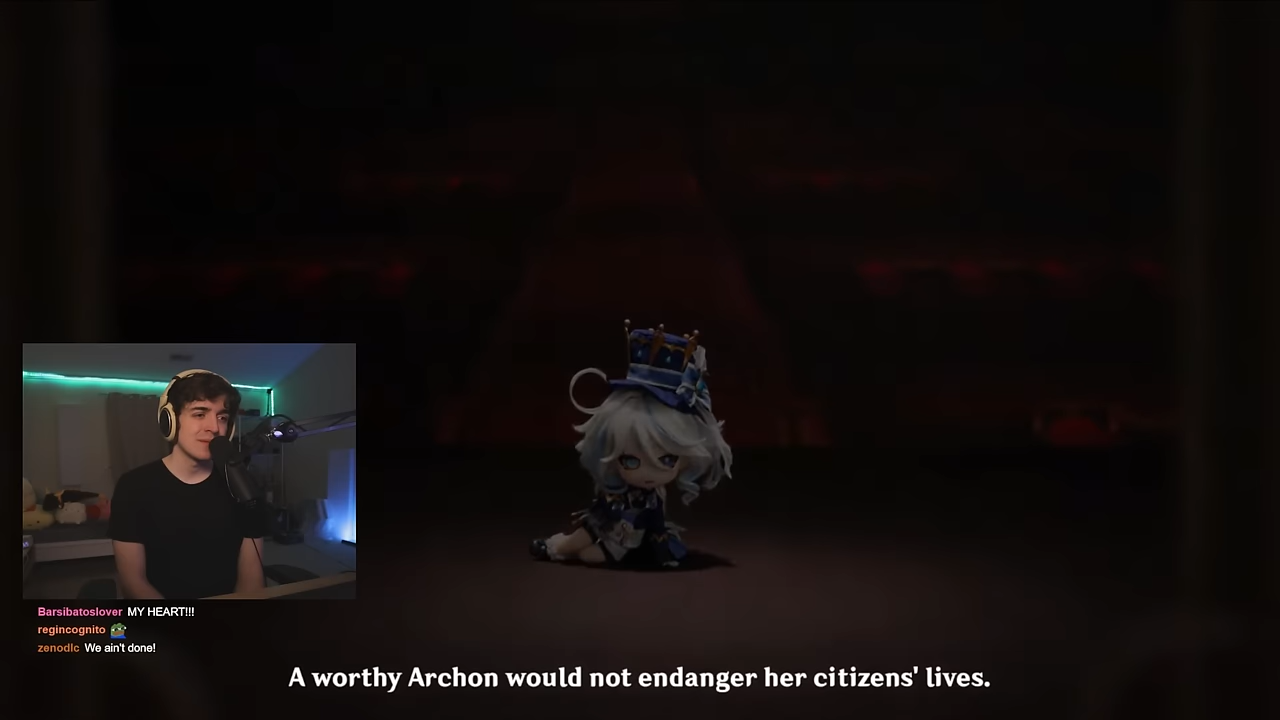 Barsibatoslover MY HEART!!!
regincognito
zenodlc We ain't done!
A worthy Archon would not endanger her citizens' lives.